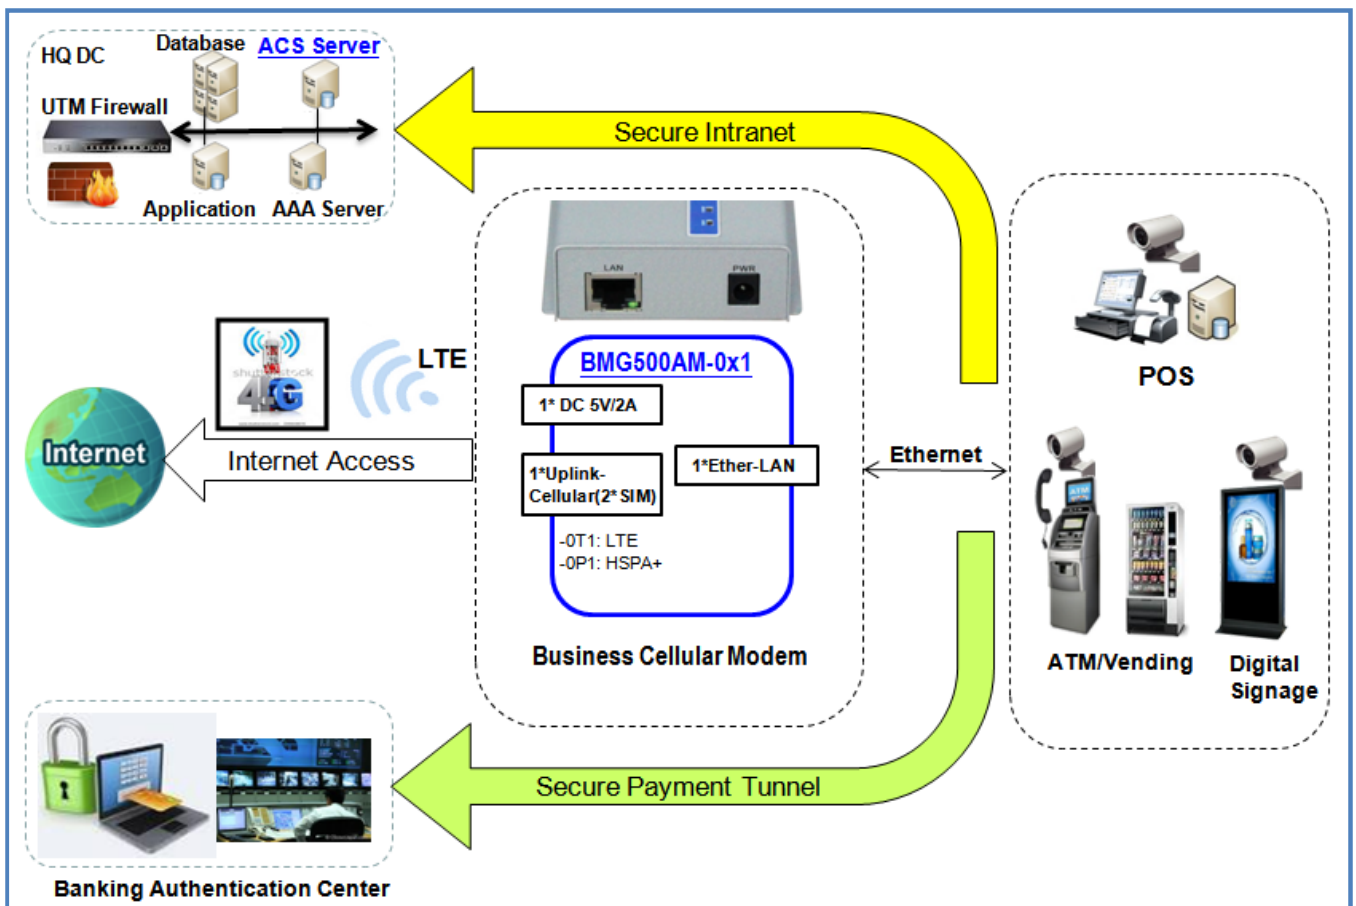 HQ DC
Database
ACS Server
UTM Firewall
Application
AAA Server
Secure Intranet
LAN
PWR
POS
shutterstock
4G
LTE
Internet
Internet Access
BMG500AM-0x1
1* DC 5V/2A
1*Uplink-
Cellular(2* SIM)
1*Ether-LAN
-0T1: LTE
-0P1: HSPA+
Business Cellular Modem
Ethernet
ATM
ATM/Vending
Digital
Signage
Secure Payment Tunnel
Banking Authentication Center